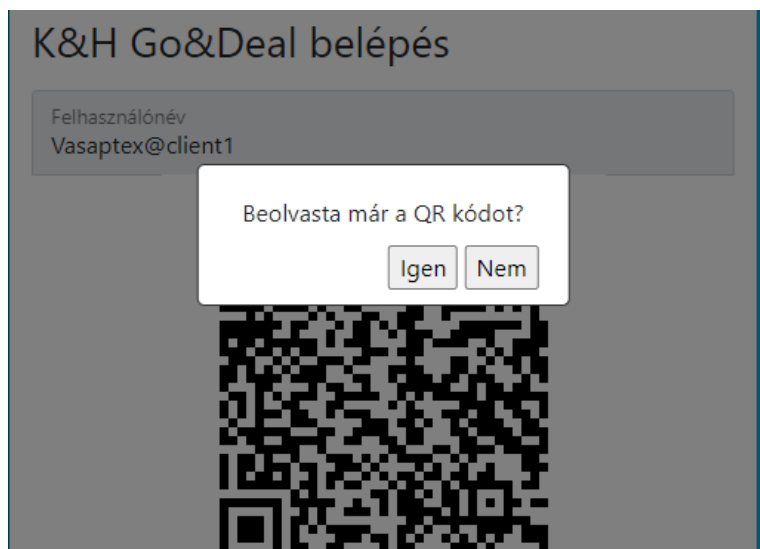 K&H Go&Deal belépés
Felhasználónév
Vasaptex@client1
Beolvasta már a QR kódot?
Igen Nem